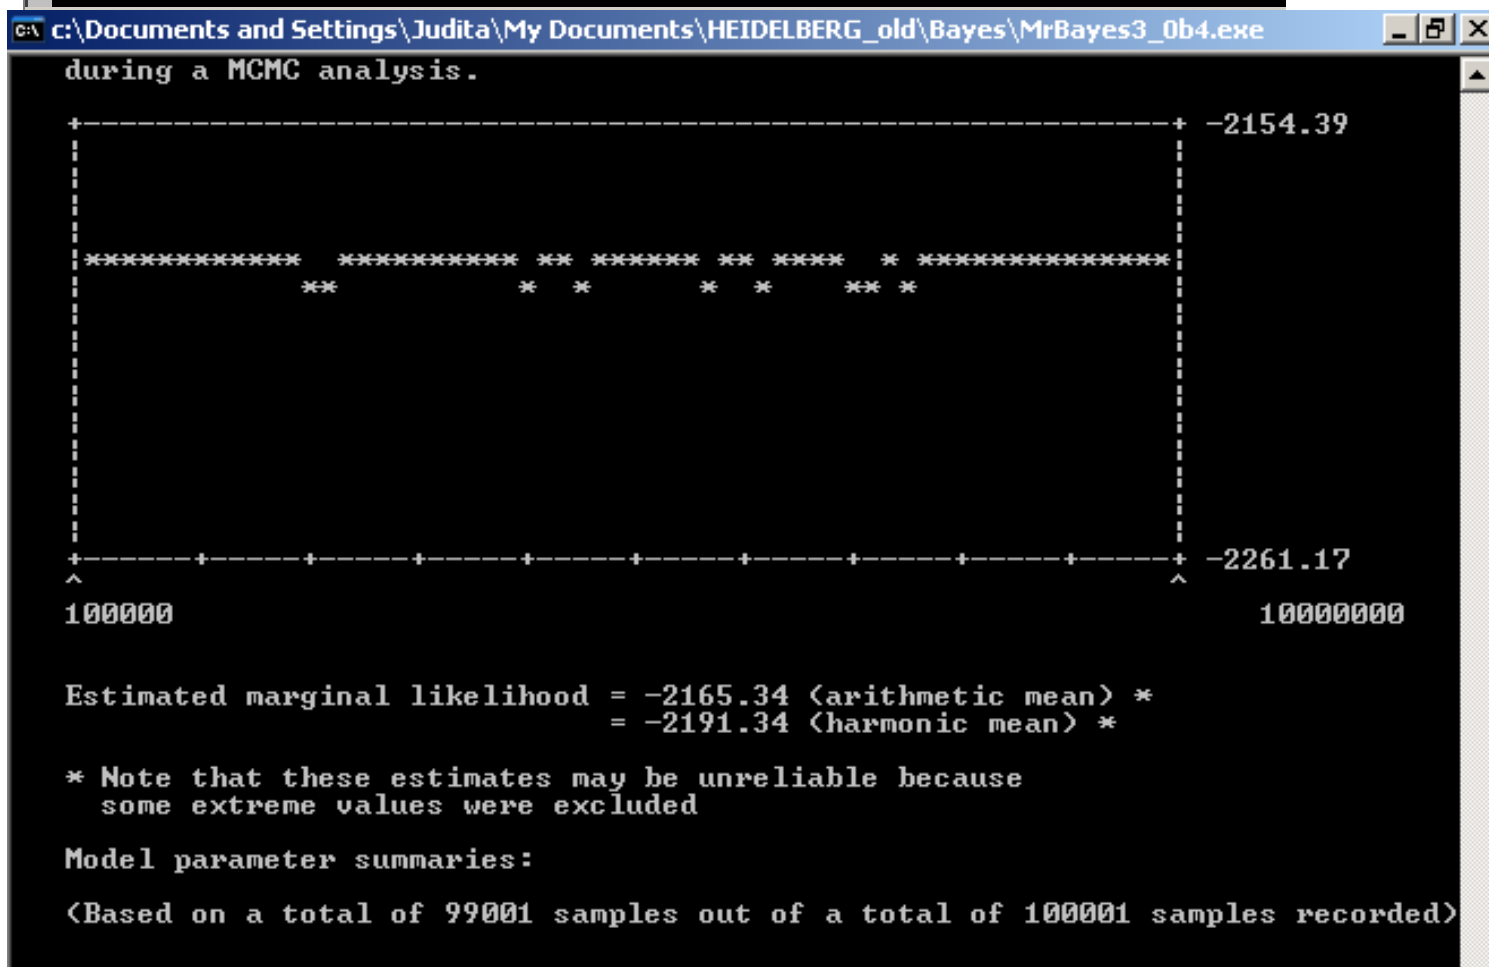 c:\Documents and Settings\Judita\My Documents\HEIDELBERG_old\Bayes\MrBayes3_0b4.exe
during a MCMC analysis.
+------------------------------------------------------------+ -2154.39
************ ********** ** ****** ** **** * **************
** * * * * ** *
+------+-----+-----+-----+-----+-----+-----+-----+-----+-----+ -2261.17
^ ^
100000 10000000
Estimated marginal likelihood = -2165.34 (arithmetic mean) *
= -2191.34 (harmonic mean) *
* Note that these estimates may be unreliable because
some extreme values were excluded
Model parameter summaries:
(Based on a total of 99001 samples out of a total of 100001 samples recorded)